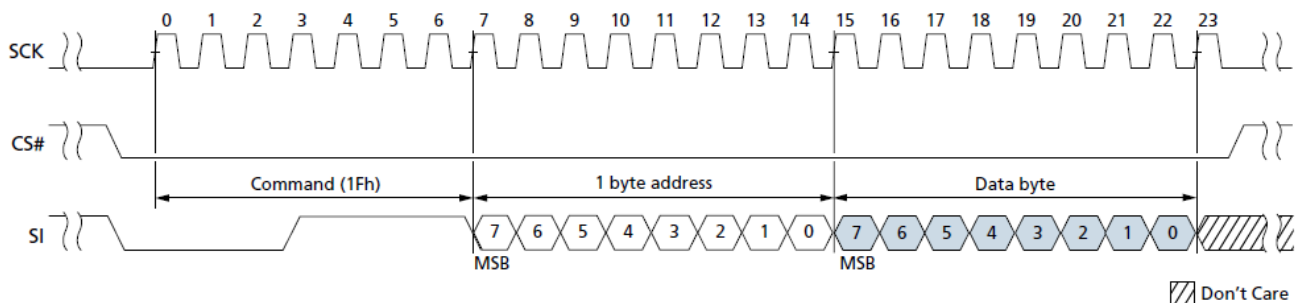 0 1 2 3 4 5 6 7 8 9 10 11 12 13 14 15 16 17 18 19 20 21 22 23
SCK
CS#
Command (1Fh) 1 byte address Data byte
SI 7 6 5 4 3 2 1 0 7 6 5 4 3 2 1 0
MSB MSB
Don't Care